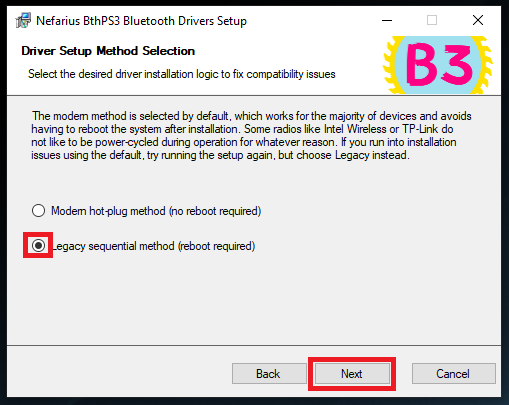 Nefarius BthPS3 Bluetooth Drivers Setup
Driver Setup Method Selection
Select the desired driver installation logic to fix compatibility issues
B3
The modern method is selected by default, which works for the majority of devices and avoids
having to reboot the system after installation. Some radios like Intel Wireless or TP-Link do
not like to be power-cycled during operation for whatever reason. If you run into installation
issues using the default, try running the setup again, but choose Legacy instead.
Modern hot-plug method (no reboot required)
Legacy sequential method (reboot required)
Back
Next
Cancel